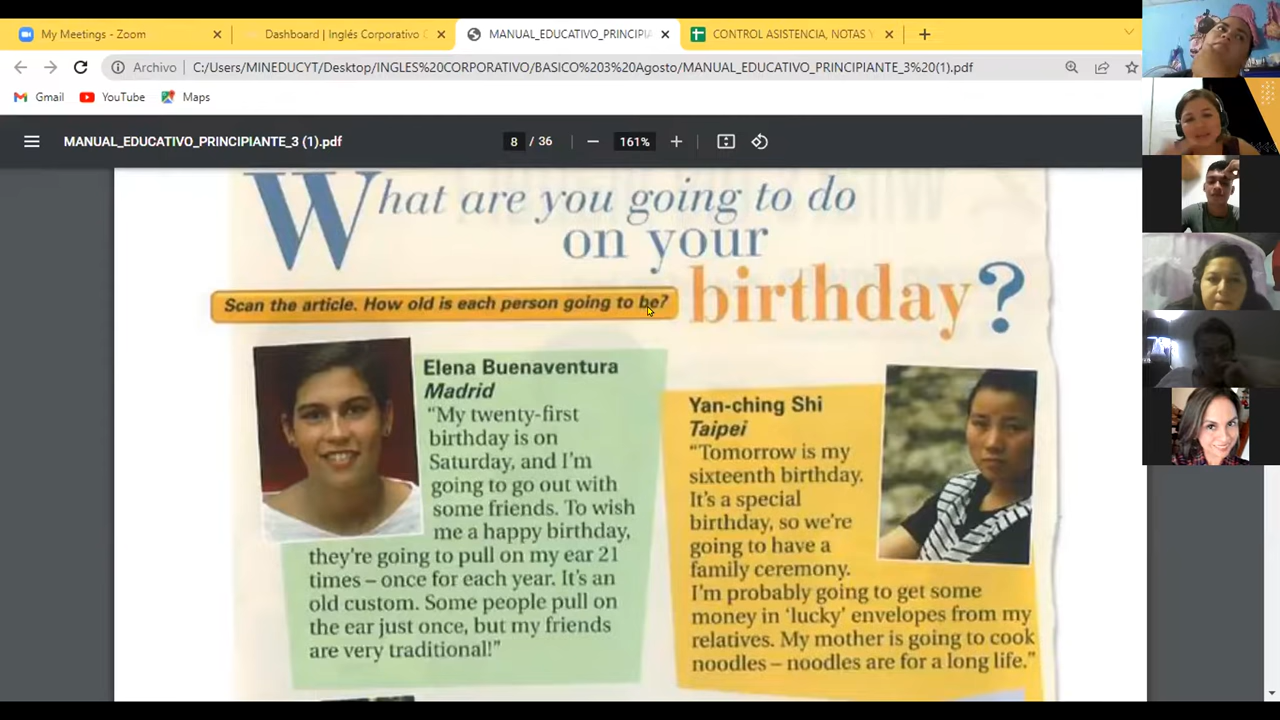 My Meetings - Zoom
Dashboard | Inglés Corporativo
MANUAL_EDUCATIVO_PRINCIPIA
CONTROL ASISTENCIA, NOTAS Y
Archivo
C:/Users/MINEDUCYT/Desktop/INGLES%20CORPORATIVO/BASICO%203%20Agosto/MANUAL_EDUCATIVO_PRINCIPIANTE_3%20(1).pdf
Gmail
YouTube
Maps
MANUAL_EDUCATIVO_PRINCIPIANTE_3 (1).pdf
8 / 36
161%
What are you going to do
on your
birthday?
Scan the article. How old is each person going to be?
Elena Buenaventura
Madrid
“My twenty-first
birthday is on
Saturday, and I'm
going to go out with
some friends. To wish
me a happy birthday,
they're going to pull on my ear 21
times – once for each year. It's an
old custom. Some people pull on
the ear just once, but my friends
are very traditional!”
Yan-ching Shi
Taipei
“Tomorrow is my
sixteenth birthday.
It's a special
birthday, so we're
going to have a
family ceremony.
I'm probably going to get some
money in ‘lucky’ envelopes from my
relatives. My mother is going to cook
noodles – noodles are for a long life.”